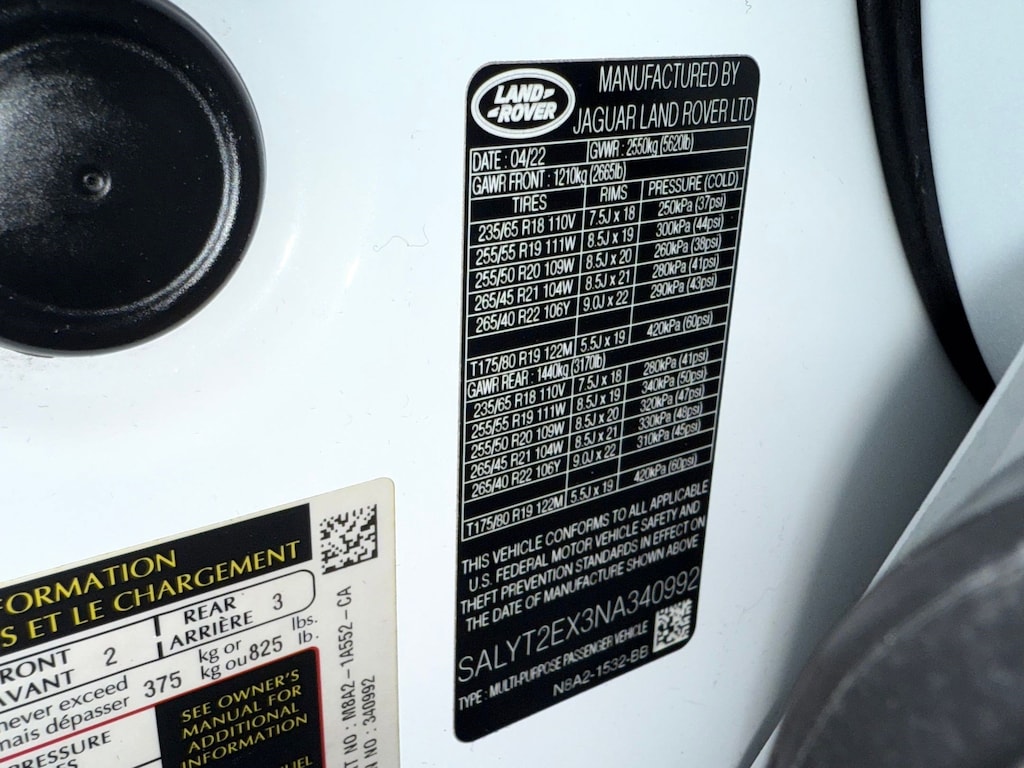 LAND-
-ROVER
MANUFACTURED BY
JAGUAR LAND ROVER LTD
DATE : 04/22 GVWR : 2550kg (5620lb)
GAWR FRONT : 1210kg (2665lb)
TIRES RIMS PRESSURE (COLD)
235/65 R18 110V 7.5J x 18 250kPa (37psi)
255/55 R19 111W 8.5J x 19 300kPa (44psi)
255/50 R20 109W 8.5J x 20 260kPa (38psi)
265/45 R21 104W 8.5J x 21 280kPa (41psi)
265/40 R22 106Y 9.0J x 22 290kPa (43psi)
T175/80 R19 122M 5.5J x 19 420kPa (60psi)
GAWR REAR : 1440kg (3170lb)
235/65 R18 110V 7.5J x 18 280kPa (41psi)
255/55 R19 111W 8.5J x 19 340kPa (50psi)
255/50 R20 109W 8.5J x 20 320kPa (47psi)
265/45 R21 104W 8.5J x 21 330kPa (48psi)
265/40 R22 106Y 9.0J x 22 310kPa (45psi)
T175/80 R19 122M 5.5J x 19 420kPa (60psi)
THIS VEHICLE CONFORMS TO ALL APPLICABLE
U.S. FEDERAL MOTOR VEHICLE SAFETY AND
THEFT PREVENTION STANDARDS IN EFFECT ON
THE DATE OF MANUFACTURE SHOWN ABOVE
SALYT2EX3NA340992
TYPE : MULTI-PURPOSE PASSENGER VEHICLE
N8A2-1532-BB
FORMATION
S ET LE CHARGEMENT
RONT 2 REAR 3
AVANT ARRIÈRE
never exceed 375 kg or 825 lbs.
mais dépasser kg ou lb.
PRESSURE
ES
SEE OWNER'S
MANUAL FOR
ADDITIONAL
INFORMATION
T NO : M8A2-1A552-CA
N NO : 340992